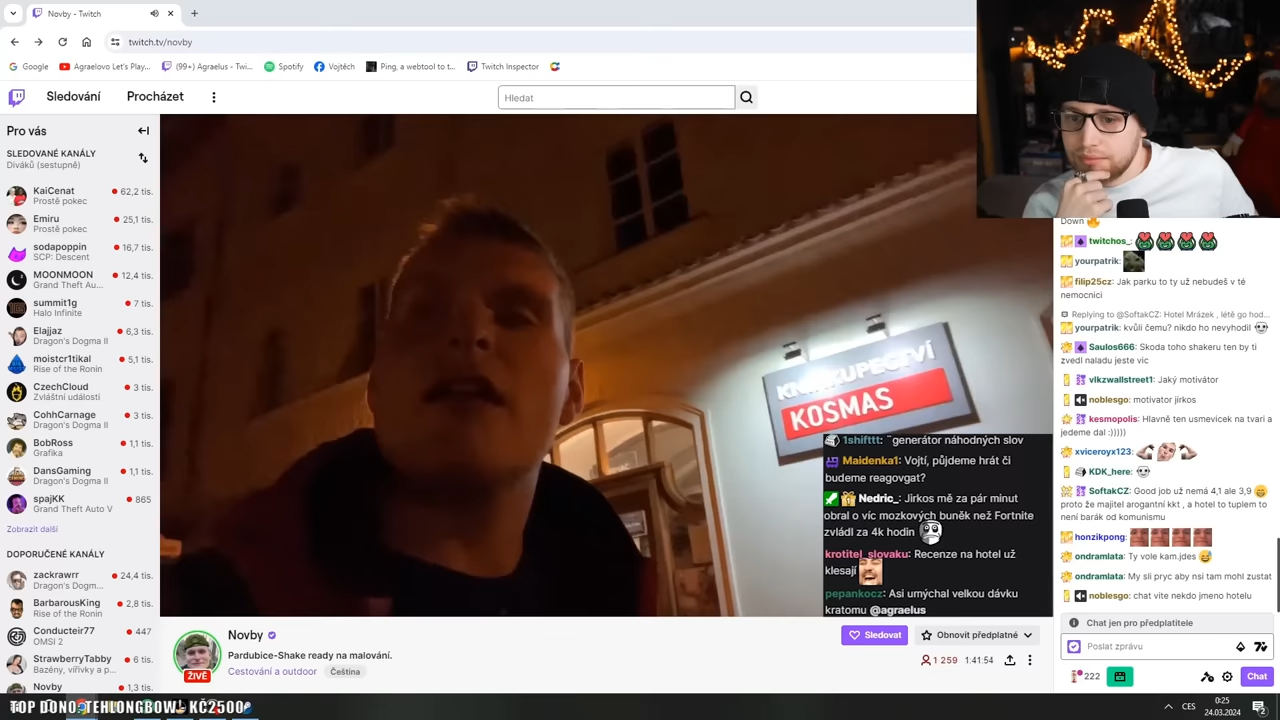 Novby - Twitch
twitch.tv/novby
Google
Agraelovo Let's Play...
(99+) Agraelus - Twi...
Spotify
Vojtěch
Ping, a webtool to t...
Twitch Inspector
Sledování
Procházet
Hledat
Pro vás
SLEDOVANÉ KANÁLY
Diváků (sestupně)
KaiCenat
62,2 tis.
Prostě pokec
Emiru
25,1 tis.
Prostě pokec
sodapoppin
16,7 tis.
SCP: Descent
MOONMOON
12,4 tis.
Grand Theft Au...
summit1g
7 tis.
Halo Infinite
Elajjaz
6,3 tis.
Dragon's Dogma II
moistcr1tikal
5,1 tis.
Rise of the Ronin
CzechCloud
3 tis.
Zvláštní události
CohhCarnage
3 tis.
Dragon's Dogma II
BobRoss
1,1 tis.
Grafika
DansGaming
1,1 tis.
Dragon's Dogma II
spajKK
865
Grand Theft Auto V
Zobrazit další
DOPORUČENÉ KANÁLY
zackrawrr
24,4 tis.
Dragon's Dogm...
BarbarousKing
2,8 tis.
Rise of the Ronin
Conducteir77
447
OMSI 2
StrawberryTabby
6 tis.
Bazény, vířivky a p...
Novby
1,3 tis.
KNIHKUPECTVÍ
KOSMAS
1shifttt: ¨generátor náhodných slov
Maidenka1: Vojtí, půjdeme hrát či
budeme reagovgat?
Nedric_: Jirkos mě za pár minut
obral o víc mozkových buněk než Fortnite
zvládl za 4k hodin
krotitel_slovaku: Recenze na hotel už
klesají
pepankocz: Asi umýchal velkou dávku
kratomu @agraelus
Novby
Pardubice-Shake ready na malování.
Cestování a outdoor
Čeština
ŽIVĚ
Sledovat
Obnovit předplatné
1 259
1:41:54
Down
twitchos_:
yourpatrik:
filip25cz: Jak parku to ty už nebudeš v té
nemocnici
Replying to @SoftakCZ: Hotel Mrázek , létě go hod...
yourpatrik: kvůli čemu? nikdo ho nevyhodil
Saulos666: Skoda toho shakeru ten by ti
zvedl naladu jeste vic
vlkzwallstreet1: Jaký motivátor
noblesgo: motivator jirkos
kesmopolis: Hlavně ten usmevicek na tvari a
jedeme dal :)))))
xviceroyx123:
KDK_here:
SoftakCZ: Good job už nemá 4,1 ale 3,9
proto že majitel arogantní kkt , a hotel to tuplem to
není barák od komunismu
honzikpong:
ondramlata: Ty vole kam.jdes
ondramlata: My sli pryc aby nsi tam mohl zustat
noblesgo: chat vite nekdo jmeno hotelu
Chat jen pro předplatitele
Poslat zprávu
222
Chat
CES
0:25
24.03.2024
2